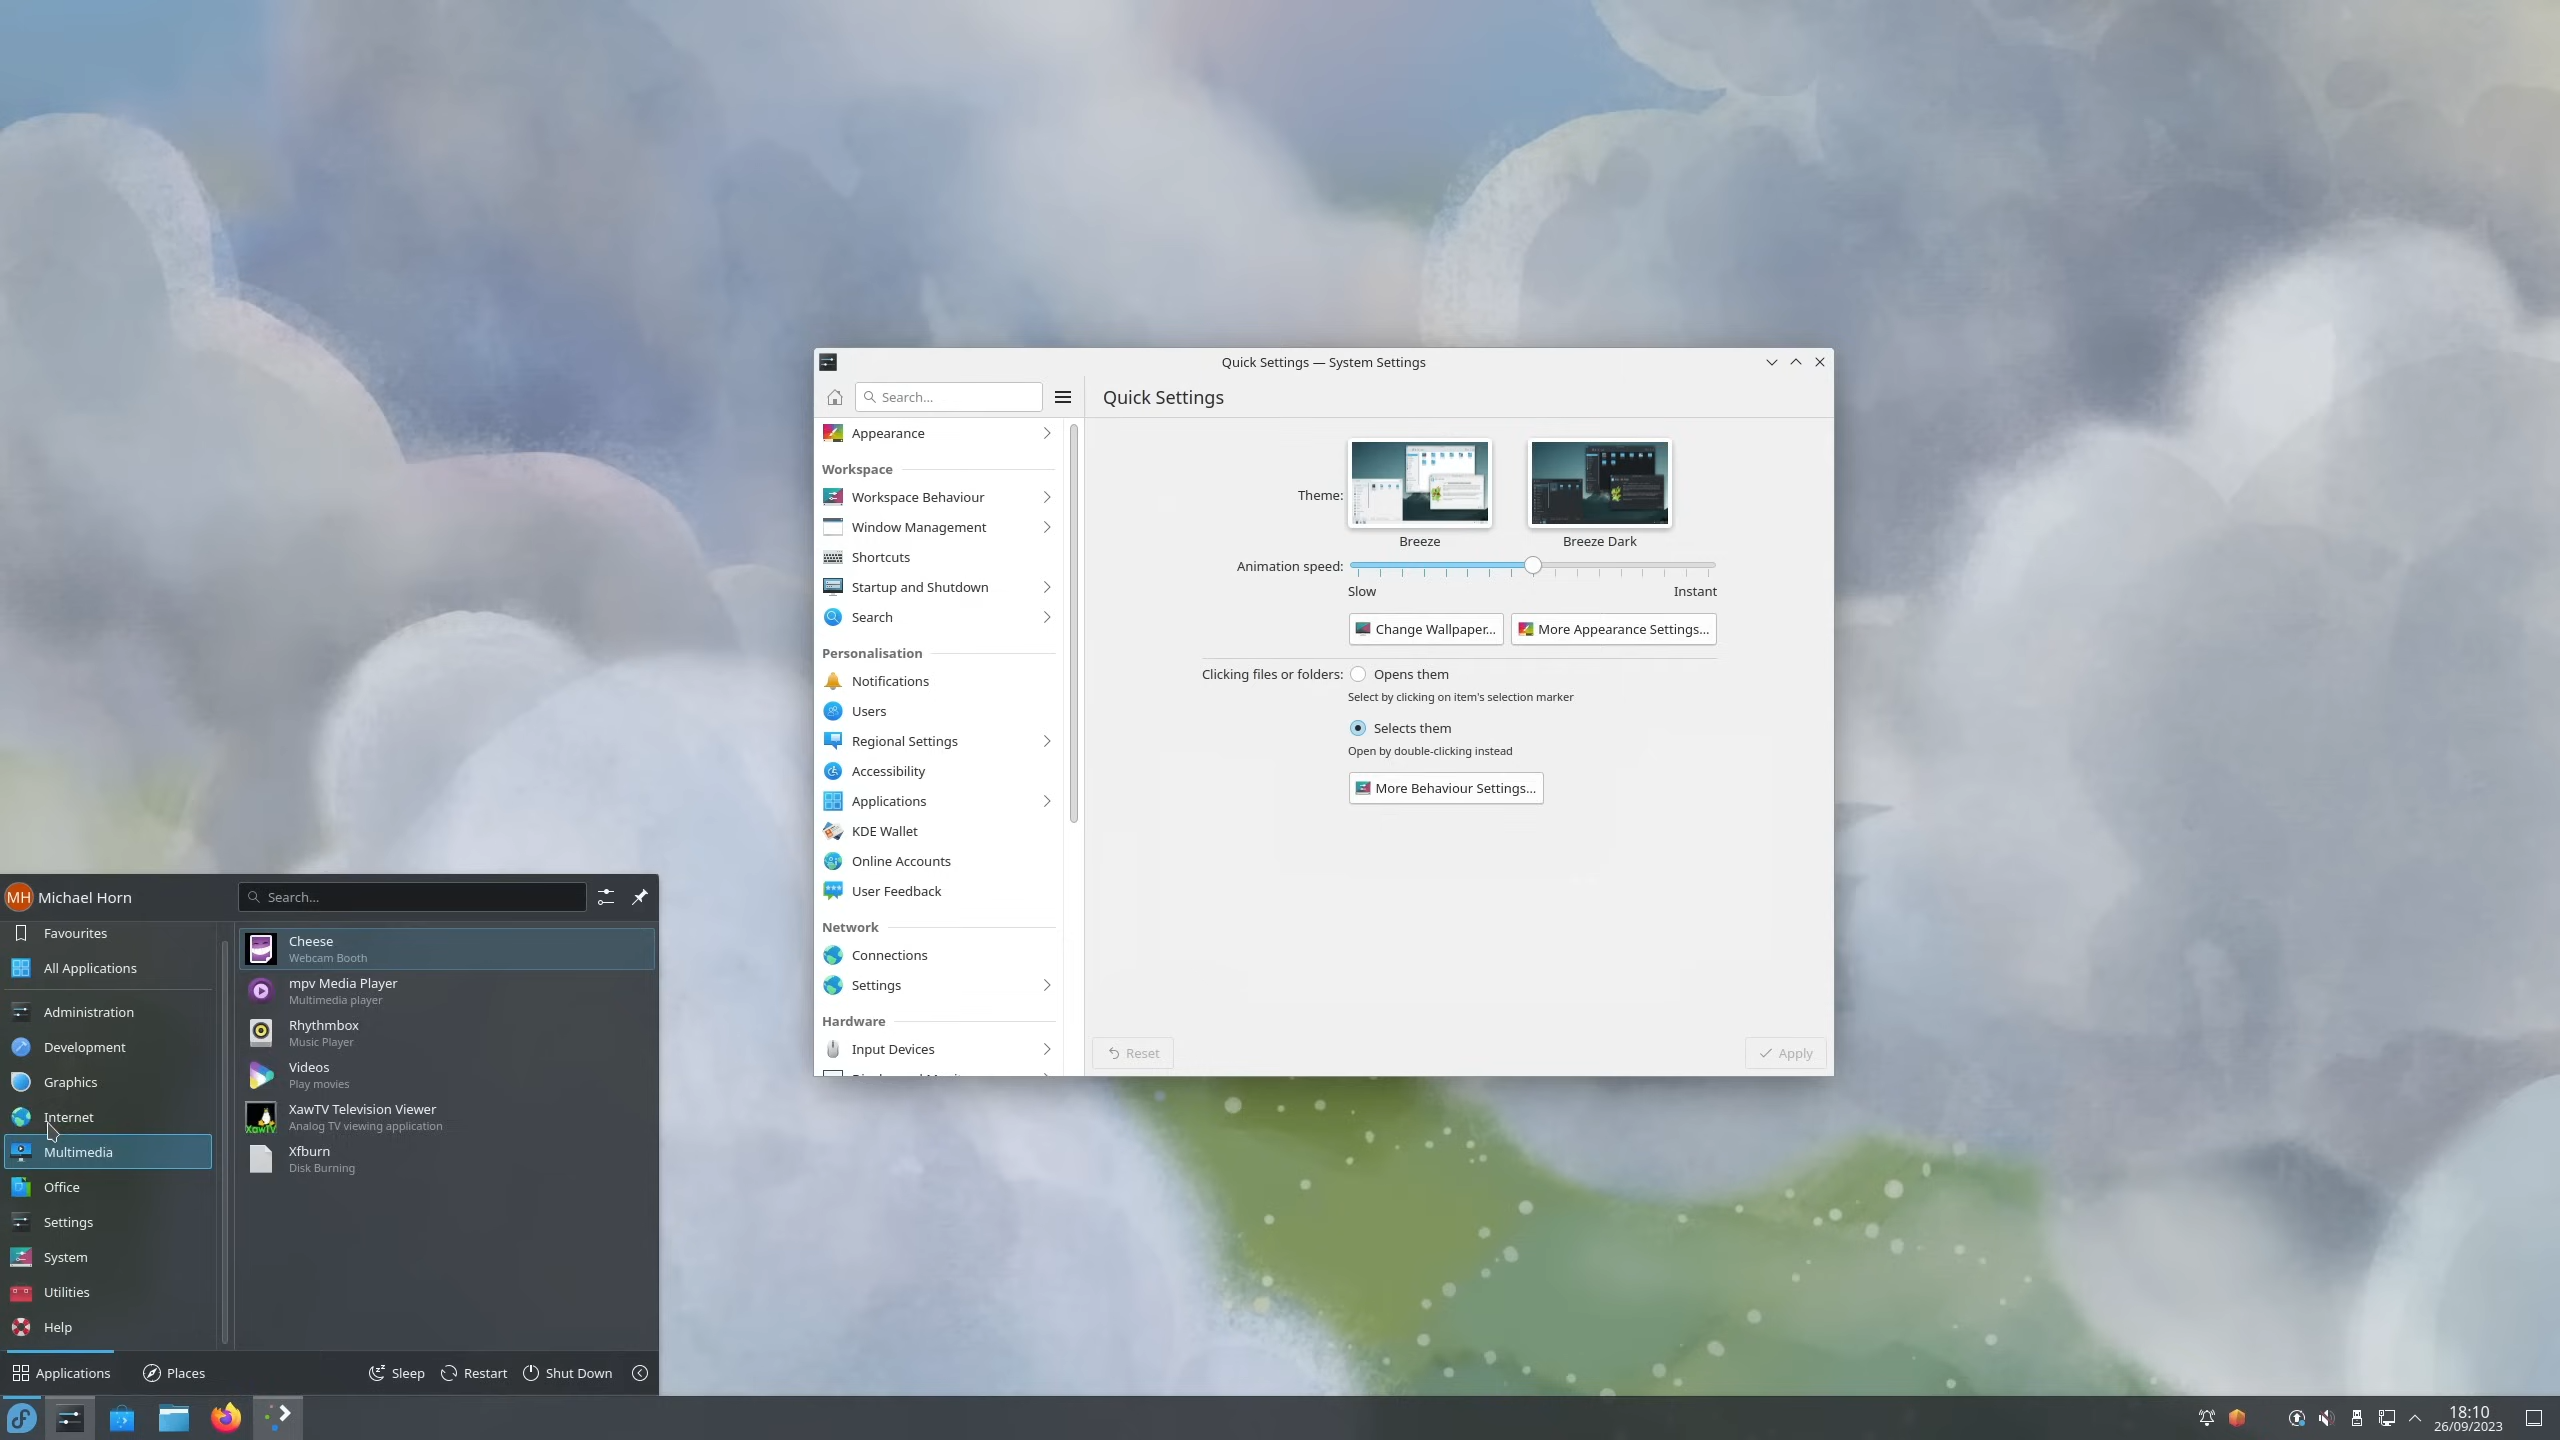 Quick Settings — System Settings
Search...
Quick Settings
Appearance
Workspace
Workspace Behaviour
Window Management
Shortcuts
Startup and Shutdown
Search
Personalisation
Notifications
Users
Regional Settings
Accessibility
Applications
KDE Wallet
Online Accounts
User Feedback
Network
Connections
Settings
Hardware
Input Devices
Theme:
Breeze
Breeze Dark
Animation speed:
Slow
Instant
Change Wallpaper...
More Appearance Settings...
Clicking files or folders:
Opens them
Select by clicking on item's selection marker
Selects them
Open by double-clicking instead
More Behaviour Settings...
Reset
Apply
MH
Michael Horn
Search...
Favourites
All Applications
Administration
Development
Graphics
Internet
Multimedia
Office
Settings
System
Utilities
Help
Cheese
Webcam Booth
mpv Media Player
Multimedia player
Rhythmbox
Music Player
Videos
Play movies
XawTV Television Viewer
Analog TV viewing application
XawTV
Xfburn
Disk Burning
Applications
Places
Sleep
Restart
Shut Down
18:10
26/09/2023